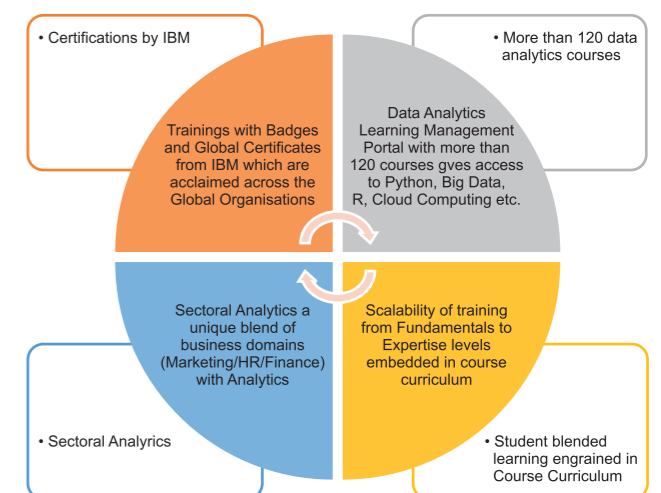 • Certifications by IBM
• More than 120 data
analytics courses
Trainings with Badges
and Global Certificates
from IBM which are
acclaimed across the
Global Organisations
Data Analytics
Learning Management
Portal with more than
120 courses gves access
to Python, Big Data,
R, Cloud Computing etc.
Sectoral Analytics a
unique blend of
business domains
(Marketing/HR/Finance)
with Analytics
Scalability of training
from Fundamentals to
Expertise levels
embedded in course
curriculum
• Sectoral Analyrics
• Student blended
learning engrained in
Course Curriculum